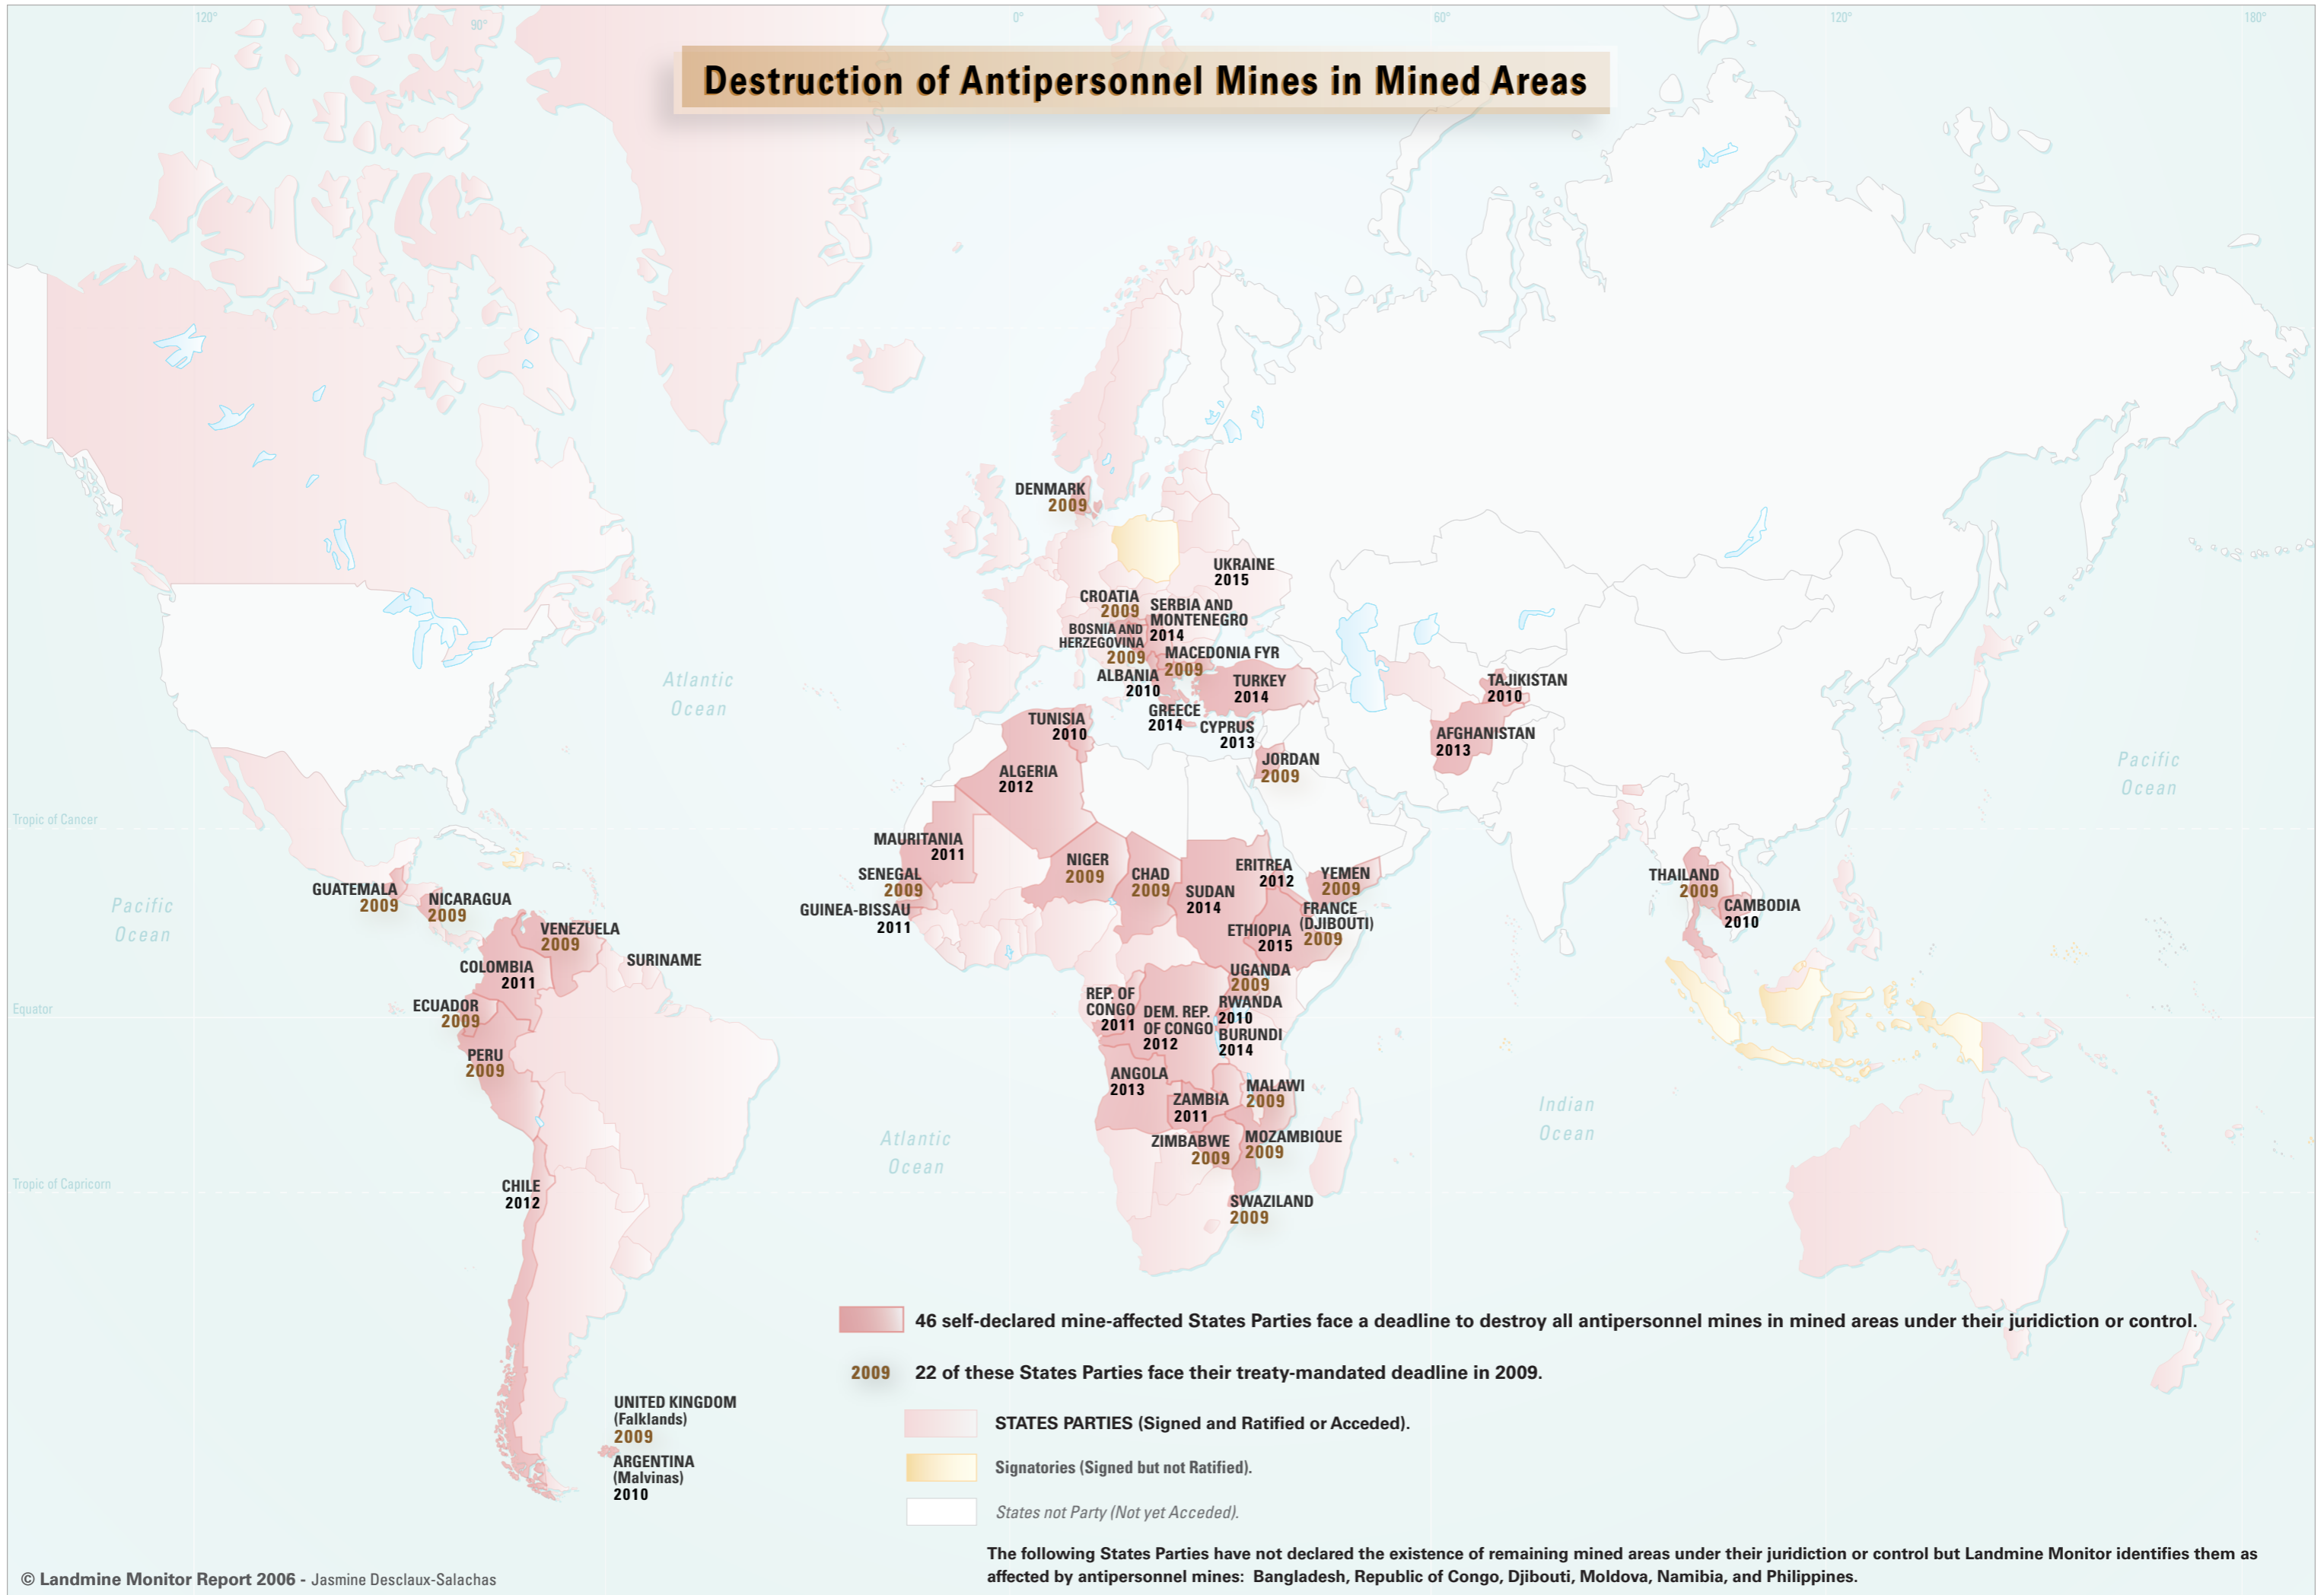 120°
90°
0°
60°
120°
180°
Destruction of Antipersonnel Mines in Mined Areas
DENMARK
2009
UKRAINE
2015
CROATIA
2009
SERBIA AND
MONTENEGRO
2014
BOSNIA AND
HERZEGOVINA
2009
MACEDONIA FYR
2009
ALBANIA
2010
TURKEY
2014
GREECE
2014
CYPRUS
2013
TAJIKISTAN
2010
AFGHANISTAN
2013
JORDAN
2009
TUNISIA
2010
ALGERIA
2012
Atlantic
Ocean
Pacific
Ocean
Tropic of Cancer
MAURITANIA
2011
SENEGAL
2009
GUINEA-BISSAU
2011
NIGER
2009
CHAD
2009
SUDAN
2014
ERITREA
2012
YEMEN
2009
FRANCE
(DJIBOUTI)
2009
ETHIOPIA
2015
THAILAND
2009
CAMBODIA
2010
GUATEMALA
2009
NICARAGUA
2009
Pacific
Ocean
VENEZUELA
2009
SURINAME
COLOMBIA
2011
ECUADOR
2009
Equator
PERU
2009
UGANDA
2009
RWANDA
2010
BURUNDI
2014
REP. OF
CONGO
2011
DEM. REP.
OF CONGO
2012
ANGOLA
2013
ZAMBIA
2011
MALAWI
2009
ZIMBABWE
2009
MOZAMBIQUE
2009
SWAZILAND
2009
Indian
Ocean
Atlantic
Ocean
Tropic of Capricorn
CHILE
2012
UNITED KINGDOM
(Falklands)
2009
ARGENTINA
(Malvinas)
2010
46 self-declared mine-affected States Parties face a deadline to destroy all antipersonnel mines in mined areas under their juridiction or control.
2009 22 of these States Parties face their treaty-mandated deadline in 2009.
STATES PARTIES (Signed and Ratified or Acceded).
Signatories (Signed but not Ratified).
States not Party (Not yet Acceded).
The following States Parties have not declared the existence of remaining mined areas under their juridiction or control but Landmine Monitor identifies them as
affected by antipersonnel mines: Bangladesh, Republic of Congo, Djibouti, Moldova, Namibia, and Philippines.
© Landmine Monitor Report 2006 - Jasmine Desclaux-Salachas